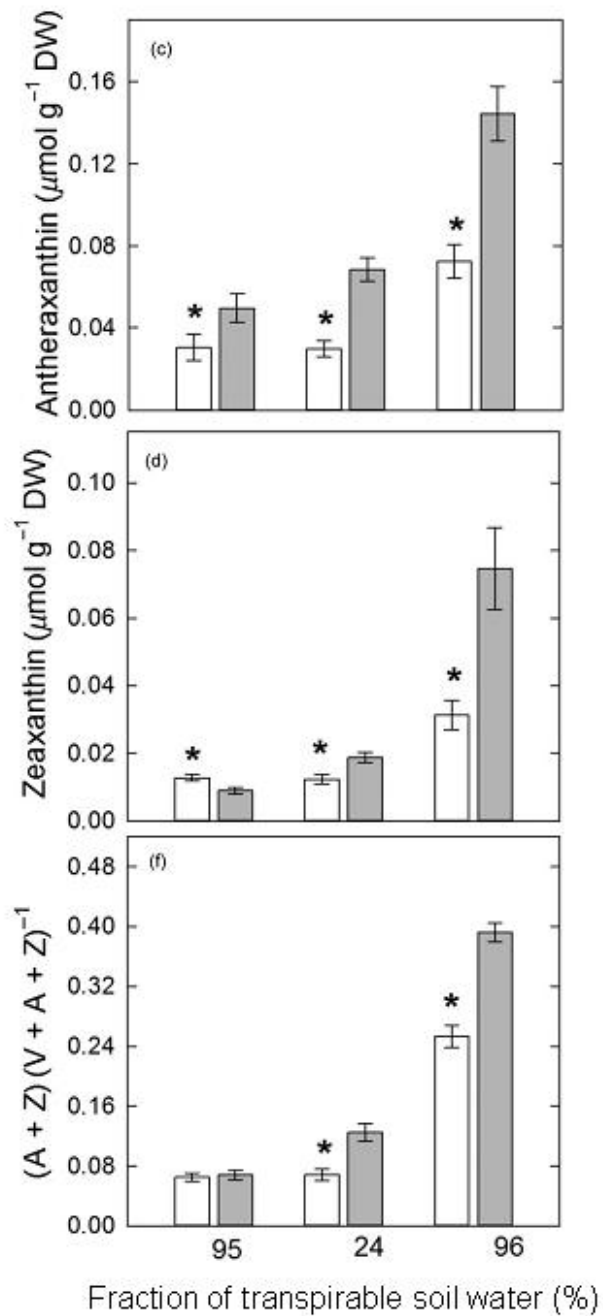 (c)
Antheraxanthin (μmol g⁻¹ DW)
0.16
0.12
0.08
0.04
0.00
* * *
(d)
Zeaxanthin (μmol g⁻¹ DW)
0.10
0.08
0.06
0.04
0.02
0.00
* * *
(f)
(A + Z) (V + A + Z)⁻¹
0.48
0.40
0.32
0.24
0.16
0.08
0.00
* *
95 24 96
Fraction of transpirable soil water (%)